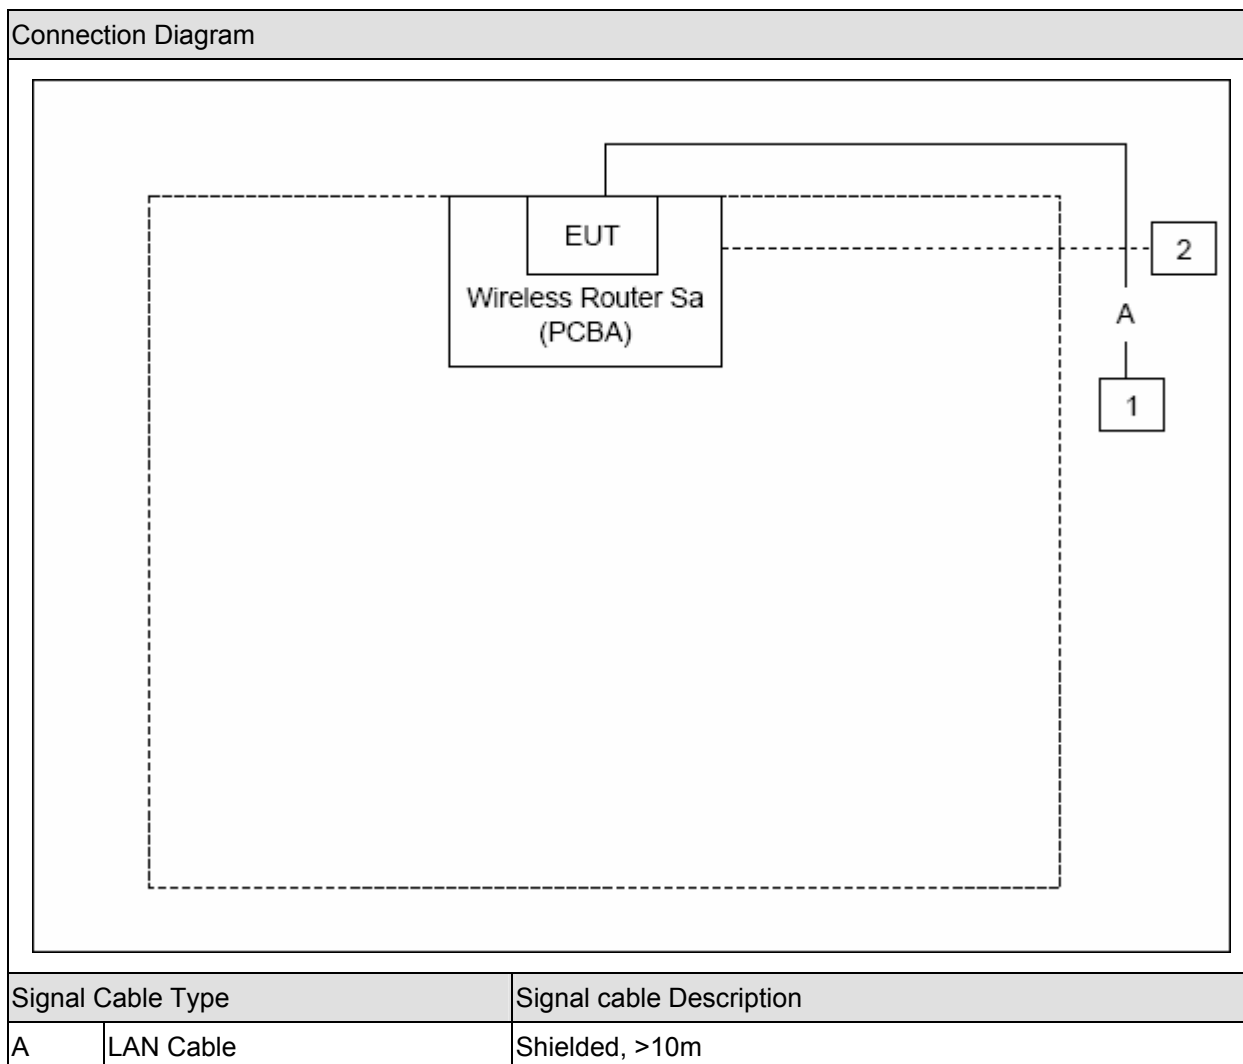 Connection Diagram
EUT
2
Wireless Router Sa
(PCBA)
A
1
Signal Cable Type Signal cable Description
A LAN Cable Shielded, >10m